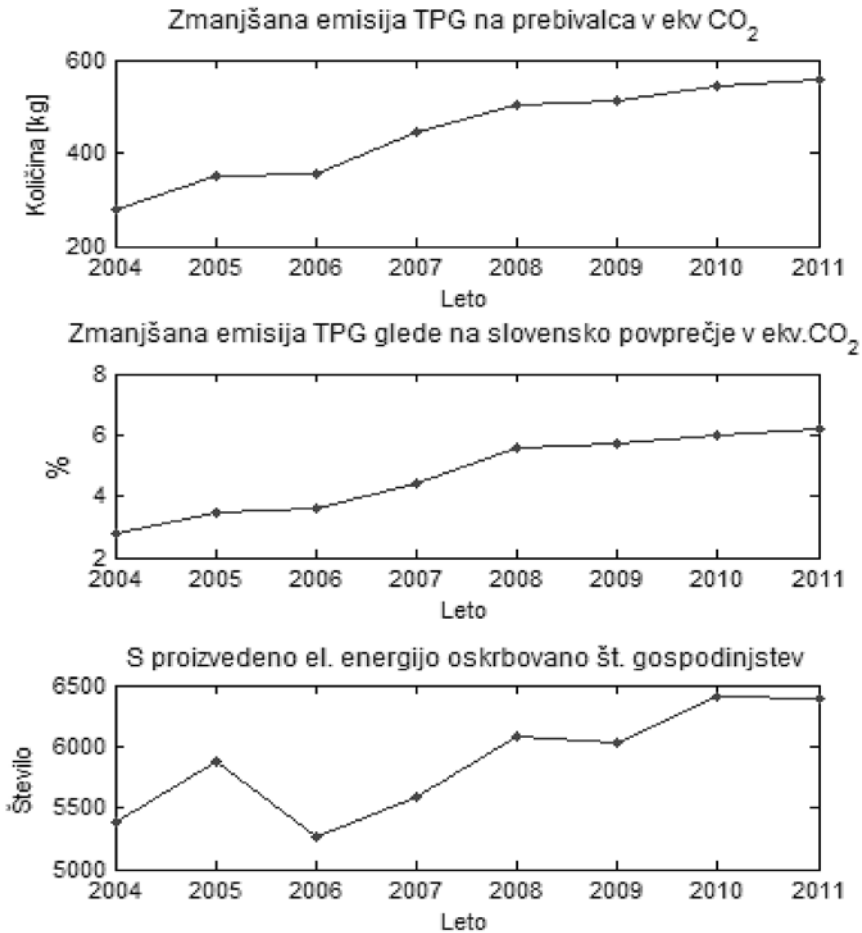 Zmanjšana emisija TPG na prebivalca v ekv CO2
600
400
200
Količina [kg]
2004 2005 2006 2007 2008 2009 2010 2011
Leto
Zmanjšana emisija TPG glede na slovensko povprečje v ekv.CO2
8
6
4
2
%
2004 2005 2006 2007 2008 2009 2010 2011
Leto
S proizvedeno el. energijo oskrbovano št. gospodinjstev
6500
6000
5500
5000
Število
2004 2005 2006 2007 2008 2009 2010 2011
Leto